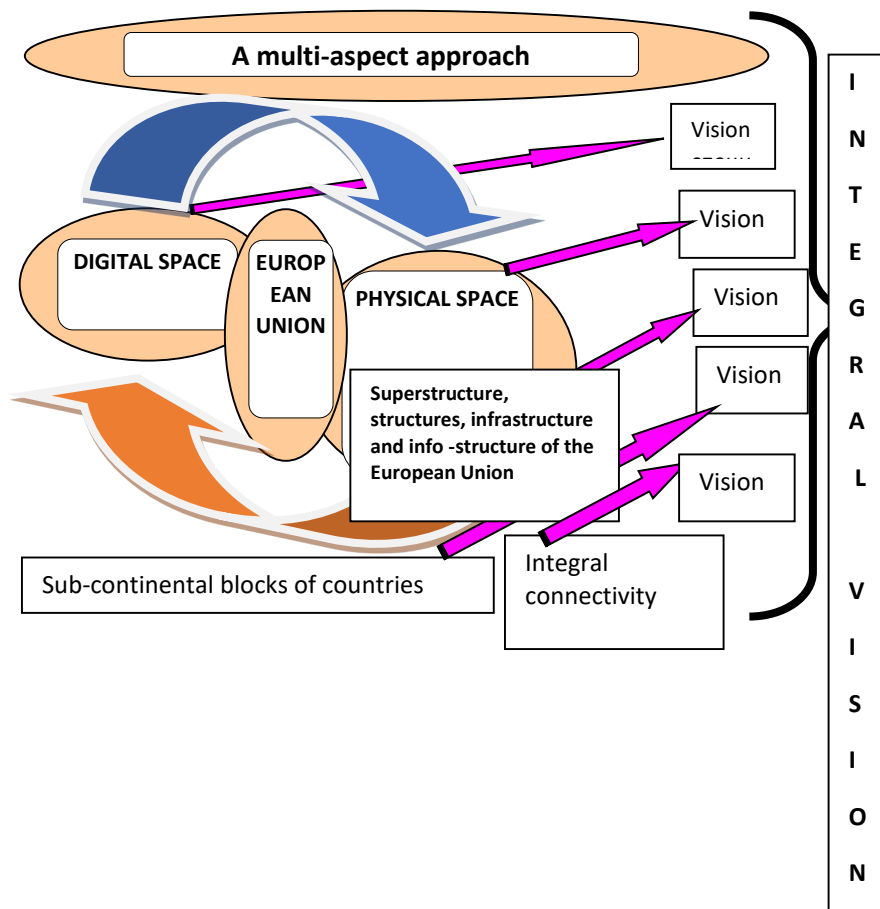 A multi-aspect approach
Vision
Vision
DIGITAL SPACE
EUROP
EAN
UNION
PHYSICAL SPACE
Vision
Superstructure,
structures, infrastructure
and info -structure of the
European Union
Vision
Vision
Sub-continental blocks of countries
Integral
connectivity
I
N
T
E
G
R
A
L
V
I
S
I
O
N